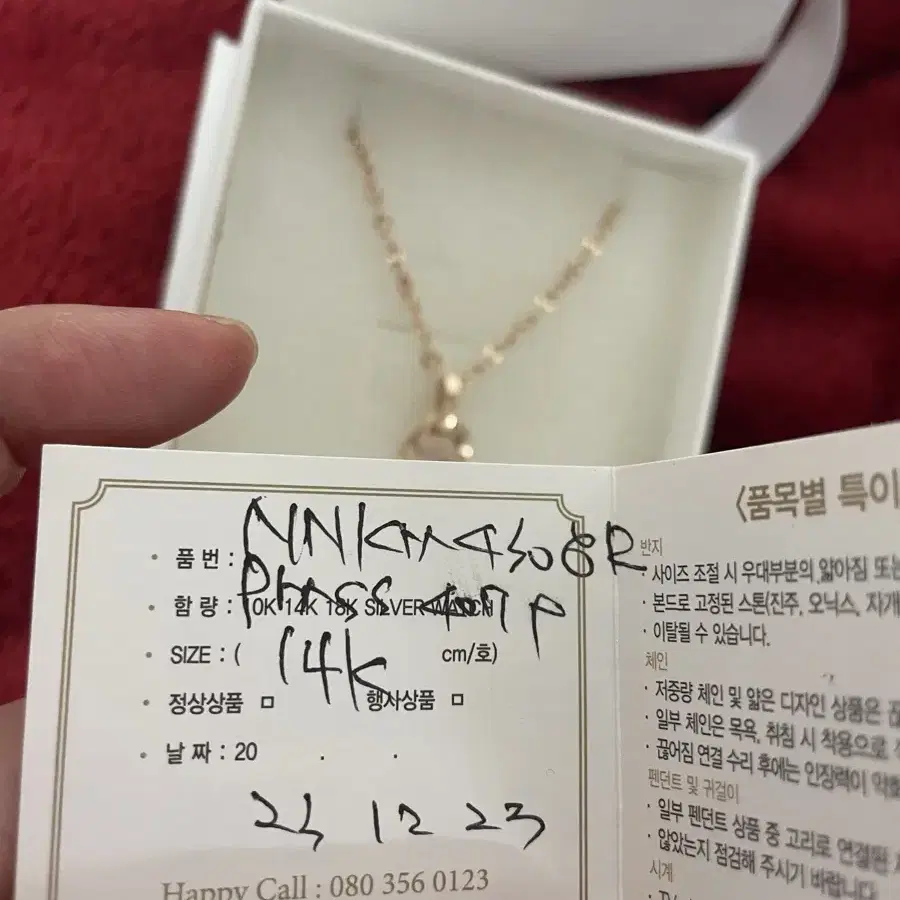 품 번 :
함 량 : 10K 14K 18K SILVER WATCH
SIZE : ( 14K cm/호)
정상상품 □ 행사상품 □
날 짜 : 20 . .
12 23
Happy Call : 080 356 0123
〈품목별 특이
반지
· 사이즈 조절 시 우대부분의 얇아짐 또는
· 본드로 고정된 스톤(진주, 오닉스, 자개
· 이탈될 수 있습니다.
체인
· 저중량 체인 및 얇은 디자인 상품은
· 일부 체인은 목욕, 취침 시 착용으로
· 끊어짐 연결 수리 후에는 인장력이 약화
펜던트 및 귀걸이
· 일부 펜던트 상품 중 고리로 연결된
· 않았는지 점검해 주시기 바랍니다.
시계